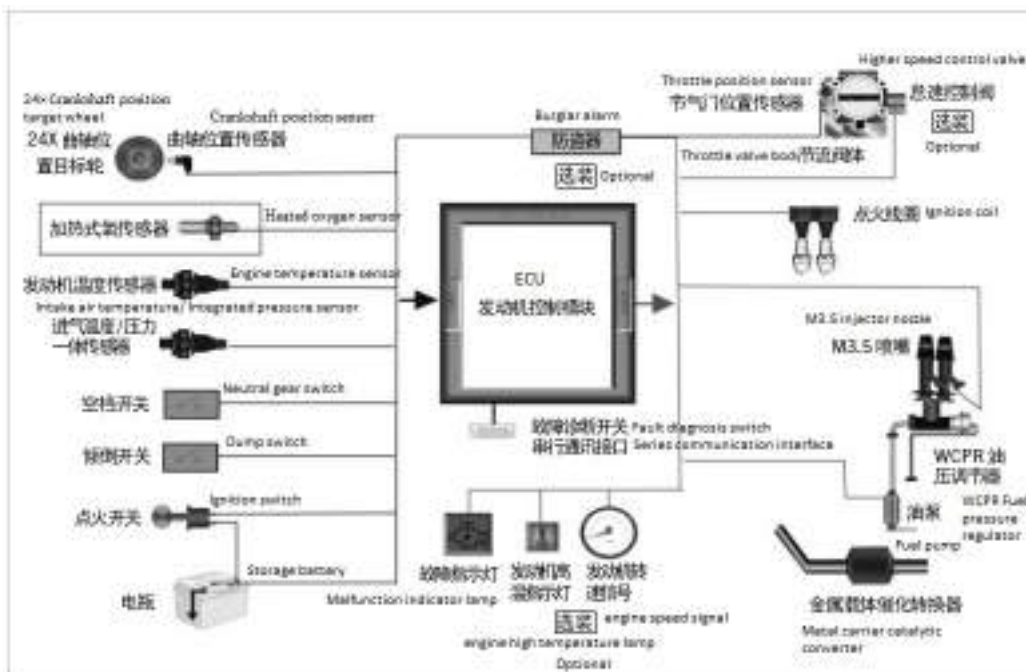 Higher speed control valve
Throttle position sensor
节气门位置传感器
怠速控制阀
选装
Optional
24× Crankshaft position
target wheel
24X 曲轴位
置目标轮
Crankshaft position sensor
曲轴位置传感器
Burglar alarm
防盗器
选装 Optional
Throttle valve body节流阀体
加热式氧传感器
Heated oxygen sensor
点火线圈 Ignition coil
发动机温度传感器
Engine temperature sensor
Intake air temperature/ Integrated pressure sensor
进气温度/压力
一体传感器
ECU
发动机控制模块
M3.5 injector nozzle
M3.5 喷嘴
空档开关
Neutral gear switch
故障诊断开关 Fault diagnosis switch
串行通讯接口 Series communication interface
倾倒开关
Dump switch
WCPR 油
压调节器
WCPR Fuel
pressure
regulator
点火开关
Ignition switch
油泵
Fuel pump
电瓶
Storage battery
故障指示灯
Malfunction indicator lamp
发动机高
温指示灯
发动机转
速信号
选装 engine speed signal
engine high temperature lamp
Optional
金属载体催化转换器
Metal carrier catalytic
converter